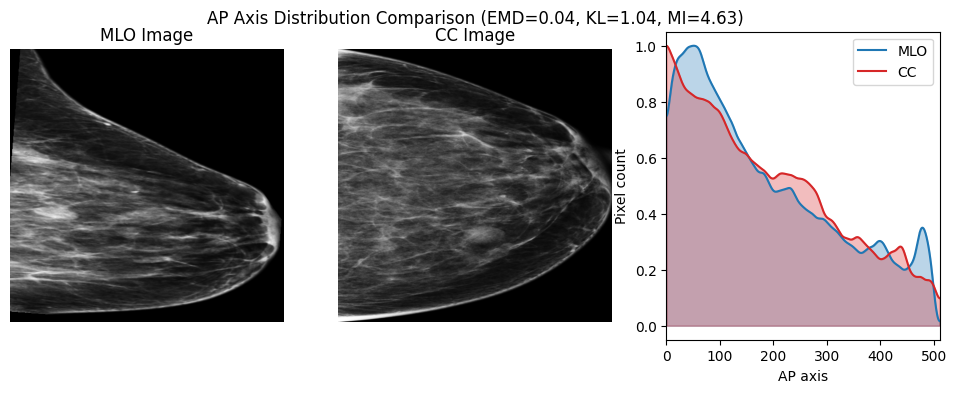 AP Axis Distribution Comparison (EMD=0.04, KL=1.04, MI=4.63)
MLO Image
CC Image
MLO
CC
Pixel count
1.0
0.8
0.6
0.4
0.2
0.0
0 100 200 300 400 500
AP axis